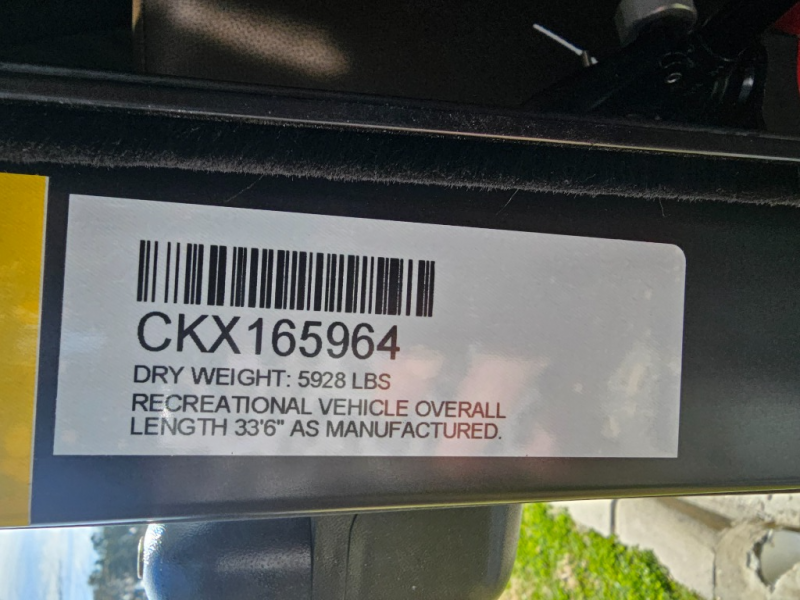 CKX165964
DRY WEIGHT: 5928 LBS
RECREATIONAL VEHICLE OVERALL
LENGTH 33'6" AS MANUFACTURED.